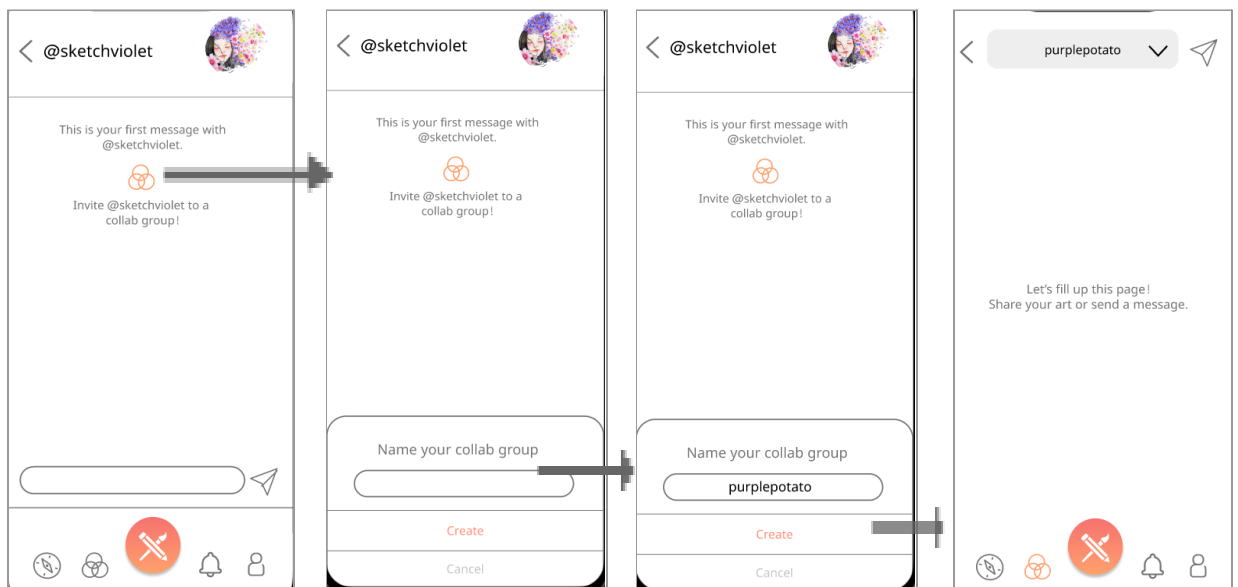 @sketchviolet
This is your first message with
@sketchviolet.
Invite @sketchviolet to a
collab group!
@sketchviolet
This is your first message with
@sketchviolet.
Invite @sketchviolet to a
collab group!
Name your collab group
Create
Cancel
@sketchviolet
This is your first message with
@sketchviolet.
Invite @sketchviolet to a
collab group!
Name your collab group
purplepotato
Create
Cancel
purplepotato
Let's fill up this page!
Share your art or send a message.